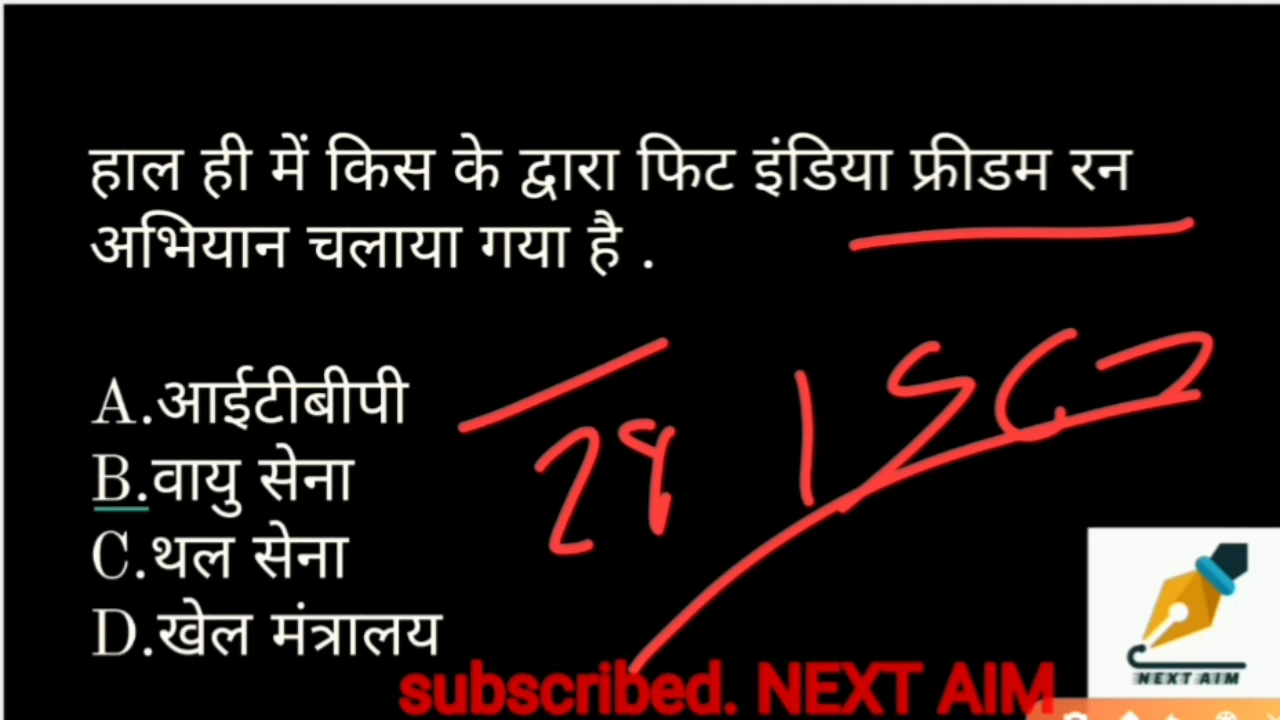 हाल ही में किस के द्वारा फिट इंडिया फ्रीडम रन
अभियान चलाया गया है .
A.आईटीबीपी
B.वायु सेना
C.थल सेना
D.खेल मंत्रालय
subscribed. NEXT AIM
NEXT AIM